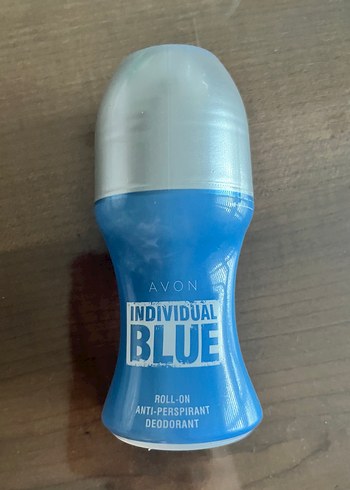 AVON
INDIVIDUAL
BLUE
ROLL-ON
ANTI-PERSPIRANT
DEODORANT